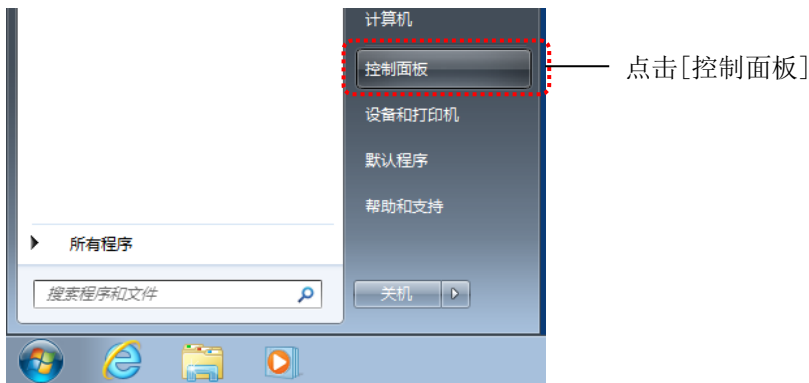 计算机
控制面板
点击[控制面板]
设备和打印机
默认程序
帮助和支持
所有程序
搜索程序和文件
关机